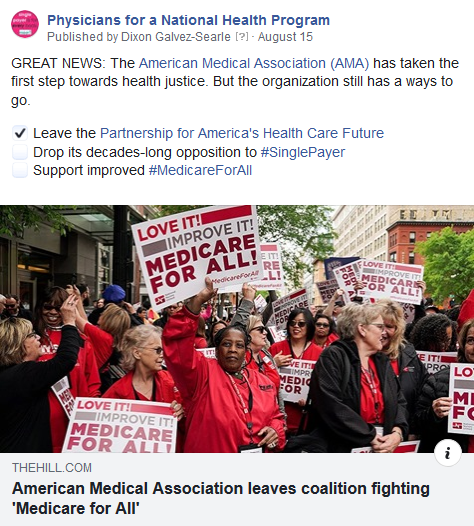 Physicians for a National Health Program
Published by Dixon Galvez-Searle [?] · August 15
GREAT NEWS: The American Medical Association (AMA) has taken the
first step towards health justice. But the organization still has a ways to
go.
Leave the Partnership for America's Health Care Future
Drop its decades-long opposition to #SinglePayer
Support improved #MedicareForAll
LOVE IT!
IMPROVE IT!
MEDICARE
FOR ALL!
LOVE IT!
IMPROVE IT!
MEDICARE
FOR ALL!
LOVE IT!
IMPROVE IT!
MEDICARE
FOR ALL!
i
THEHILL.COM
American Medical Association leaves coalition fighting
'Medicare for All'